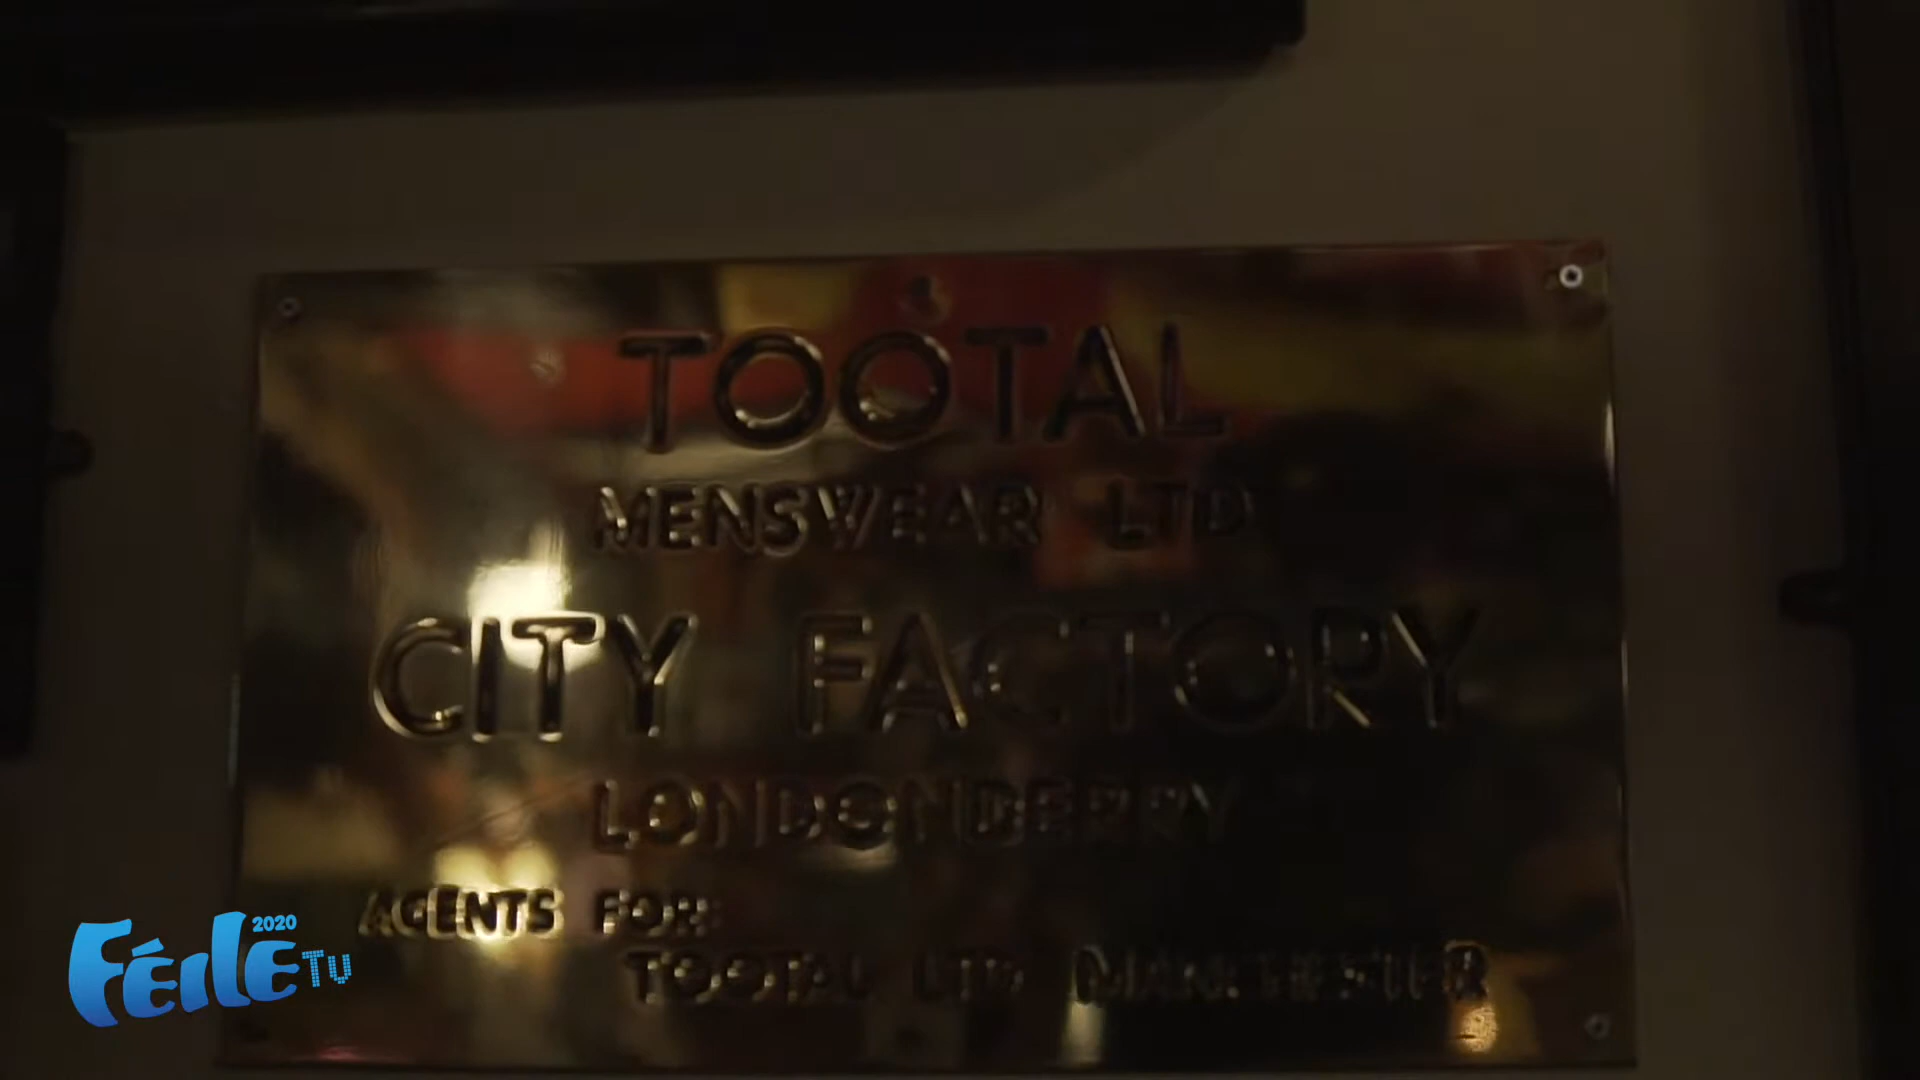 TOOTAL
MENSWEAR LTD
CITY FACTORY
LONDONDERRY
AGENTS FOR:
TOOTAL LTD MANCHESTER
FÉILE 2020 TV